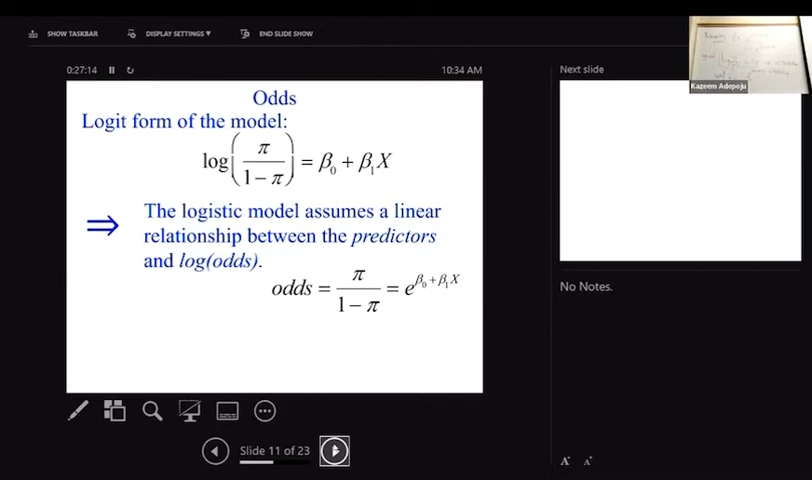 SHOW TASKBAR
DISPLAY SETTINGS ▼
END SLIDE SHOW
0:27:14
10:34 AM
Next slide
Kazeem Adepoju
Odds
Logit form of the model:
log(π / 1 − π) = β₀ + β₁X
⇒ The logistic model assumes a linear
relationship between the predictors
and log(odds).
odds = π / 1 − π = e^(β₀ + β₁X)
No Notes.
Slide 11 of 23
A A